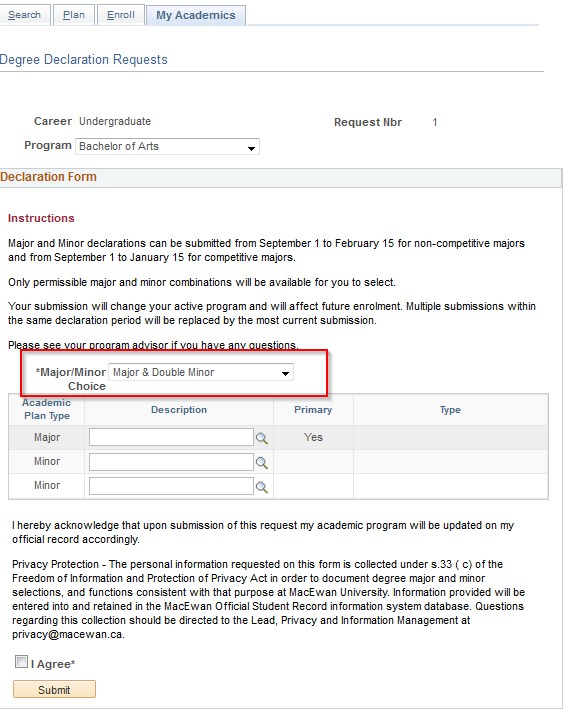 Search Plan Enroll My Academics
Degree Declaration Requests
Career Undergraduate Request Nbr 1
Program Bachelor of Arts
Declaration Form
Instructions
Major and Minor declarations can be submitted from September 1 to February 15 for non-competitive majors
and from September 1 to January 15 for competitive majors.
Only permissible major and minor combinations will be available for you to select.
Your submission will change your active program and will affect future enrolment. Multiple submissions within
the same declaration period will be replaced by the most current submission.
Please see your program advisor if you have any questions.
*Major/Minor Major & Double Minor
Choice
Academic
Plan Type Description Primary Type
Major Yes
Minor
Minor
I hereby acknowledge that upon submission of this request my academic program will be updated on my
official record accordingly.
Privacy Protection - The personal information requested on this form is collected under s.33 ( c) of the
Freedom of Information and Protection of Privacy Act in order to document degree major and minor
selections, and functions consistent with that purpose at MacEwan University. Information provided will be
entered into and retained in the MacEwan Official Student Record information system database. Questions
regarding this collection should be directed to the Lead, Privacy and Information Management at
privacy@macewan.ca.
I Agree*
Submit